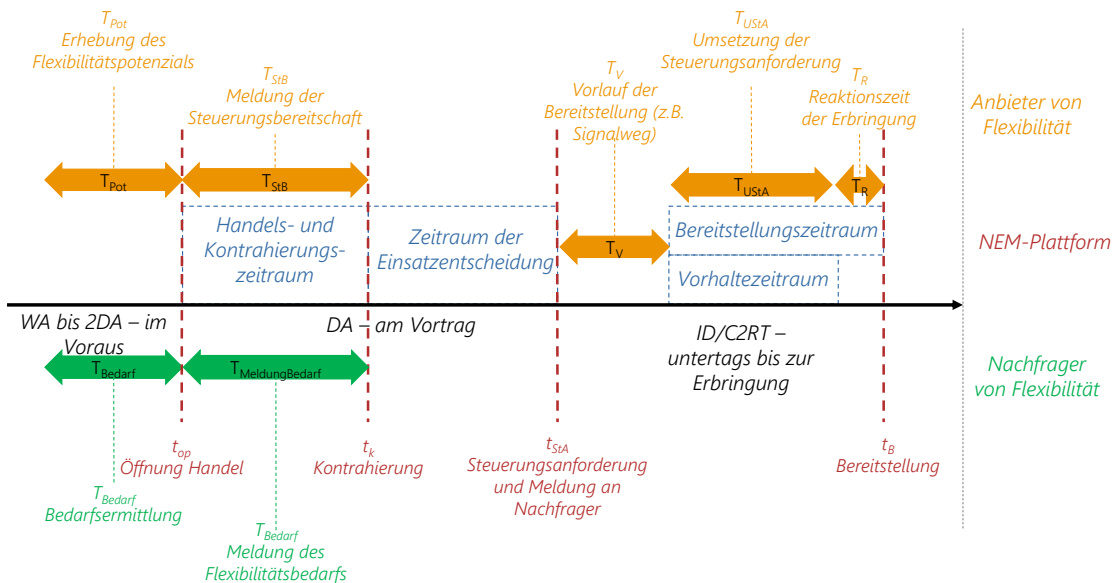 T_Pot
Erhebung des
Flexibilitätspotenzials
T_StB
Meldung der
Steuerungsbereitschaft
T_V
Vorlauf der
Bereitstellung (z.B.
Signalweg)
T_UStA
Umsetzung der
Steuerungsanforderung
T_R
Reaktionszeit
der Erbringung
Anbieter von
Flexibilität
T_Pot
T_StB
T_UStA
T_R
Handels- und
Kontrahierungs-
zeitraum
Zeitraum der
Einsatzentscheidung
T_V
Bereitstellungszeitraum
Vorhaltezeitraum
NEM-Plattform
WA bis 2DA – im
Voraus
DA – am Vortrag
ID/C2RT –
untertags bis zur
Erbringung
T_Bedarf
T_MeldungBedarf
Nachfrager
von Flexibilität
t_op
Öffnung Handel
t_k
Kontrahierung
t_StA
Steuerungsanforderung
und Meldung an
Nachfrager
t_B
Bereitstellung
T_Bedarf
Bedarfsermittlung
T_Bedarf
Meldung des
Flexibilitätsbedarfs